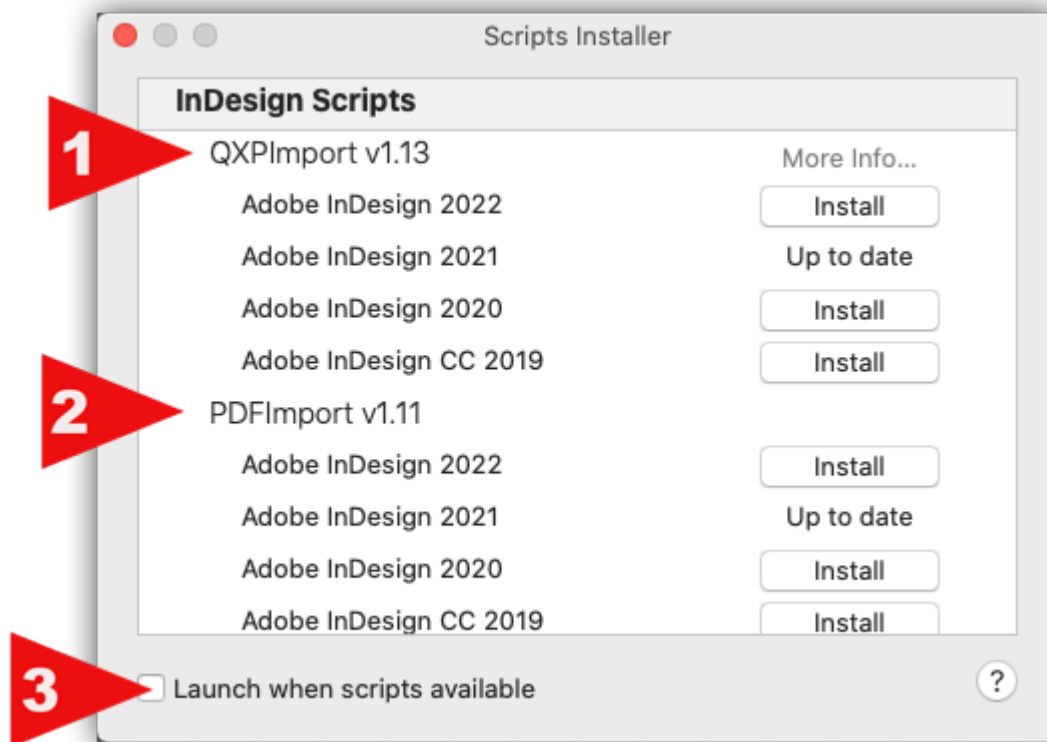 Scripts Installer
InDesign Scripts
1
QXPImport v1.13 More Info...
Adobe InDesign 2022 Install
Adobe InDesign 2021 Up to date
Adobe InDesign 2020 Install
Adobe InDesign CC 2019 Install
2
PDFImport v1.11
Adobe InDesign 2022 Install
Adobe InDesign 2021 Up to date
Adobe InDesign 2020 Install
Adobe InDesign CC 2019 Install
3
Launch when scripts available ?